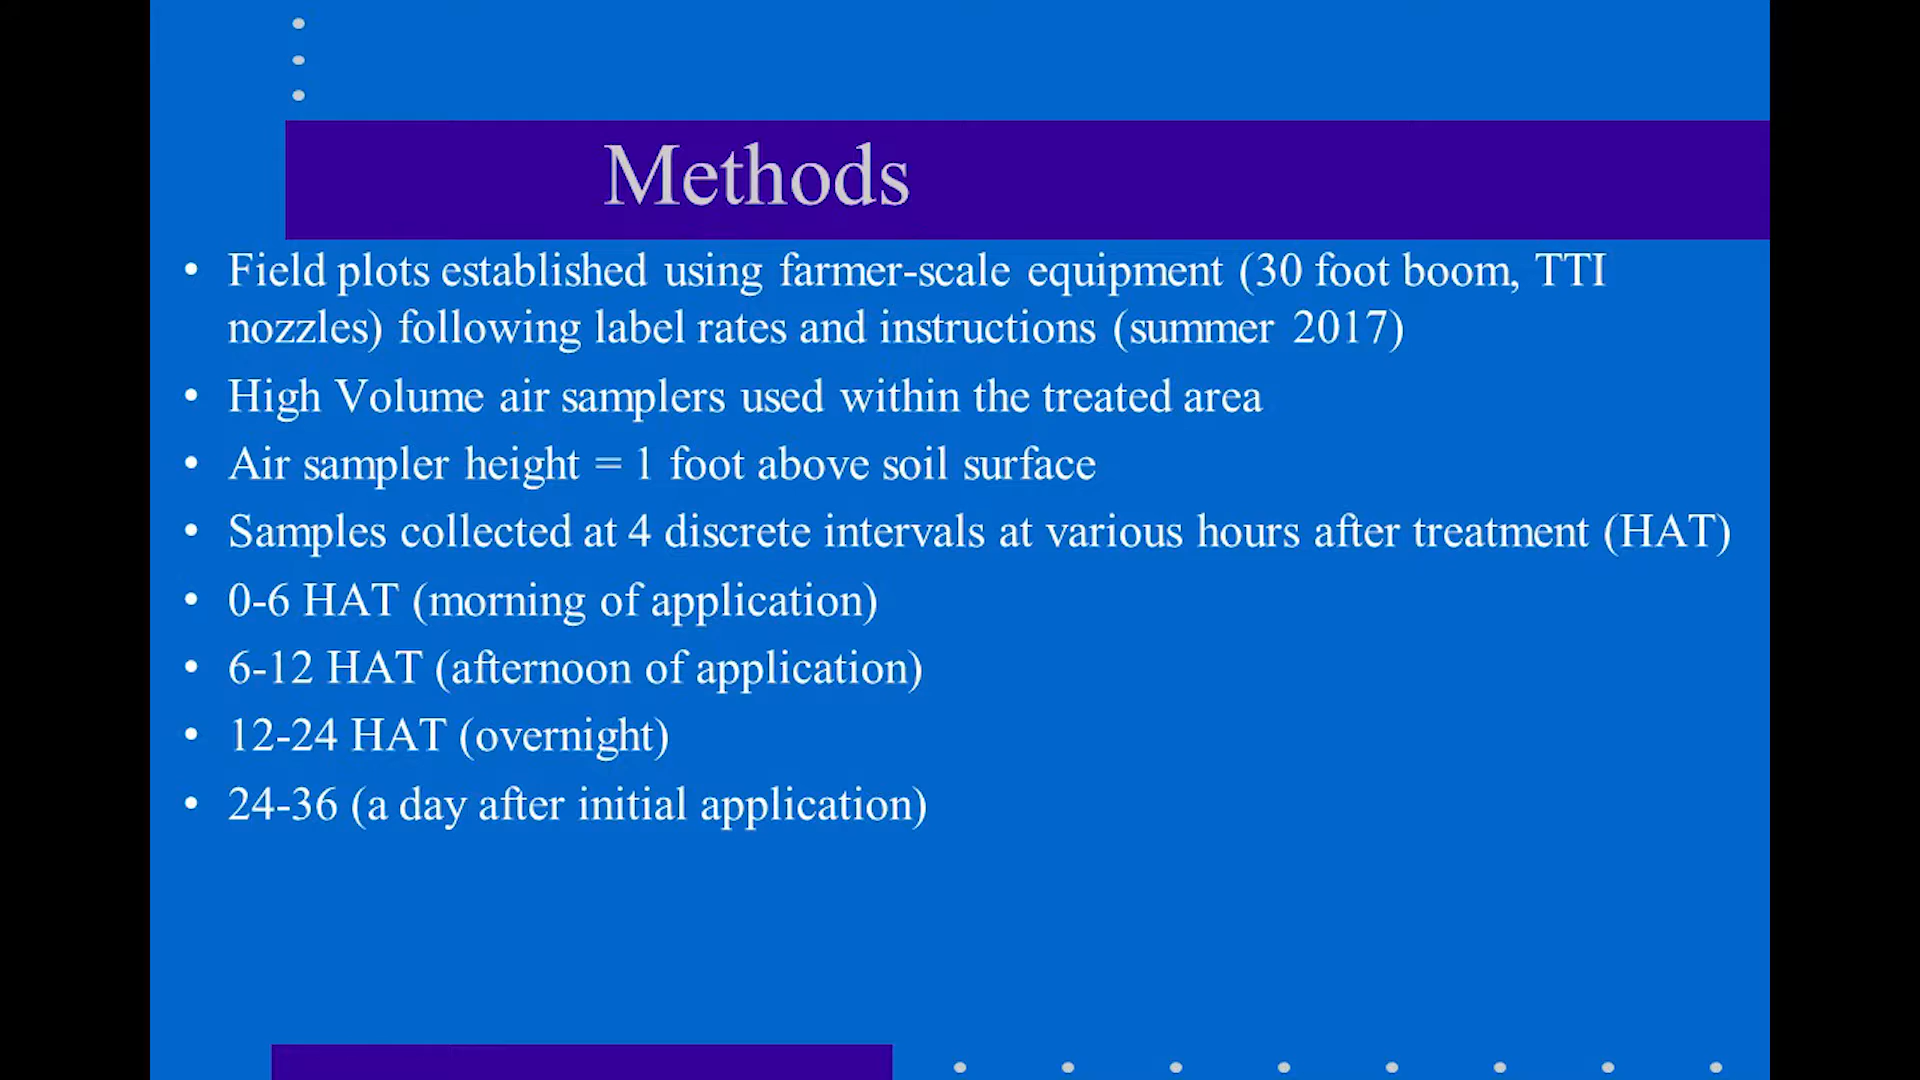 Methods
• Field plots established using farmer-scale equipment (30 foot boom, TTI
nozzles) following label rates and instructions (summer 2017)
• High Volume air samplers used within the treated area
• Air sampler height = 1 foot above soil surface
• Samples collected at 4 discrete intervals at various hours after treatment (HAT)
• 0-6 HAT (morning of application)
• 6-12 HAT (afternoon of application)
• 12-24 HAT (overnight)
• 24-36 (a day after initial application)